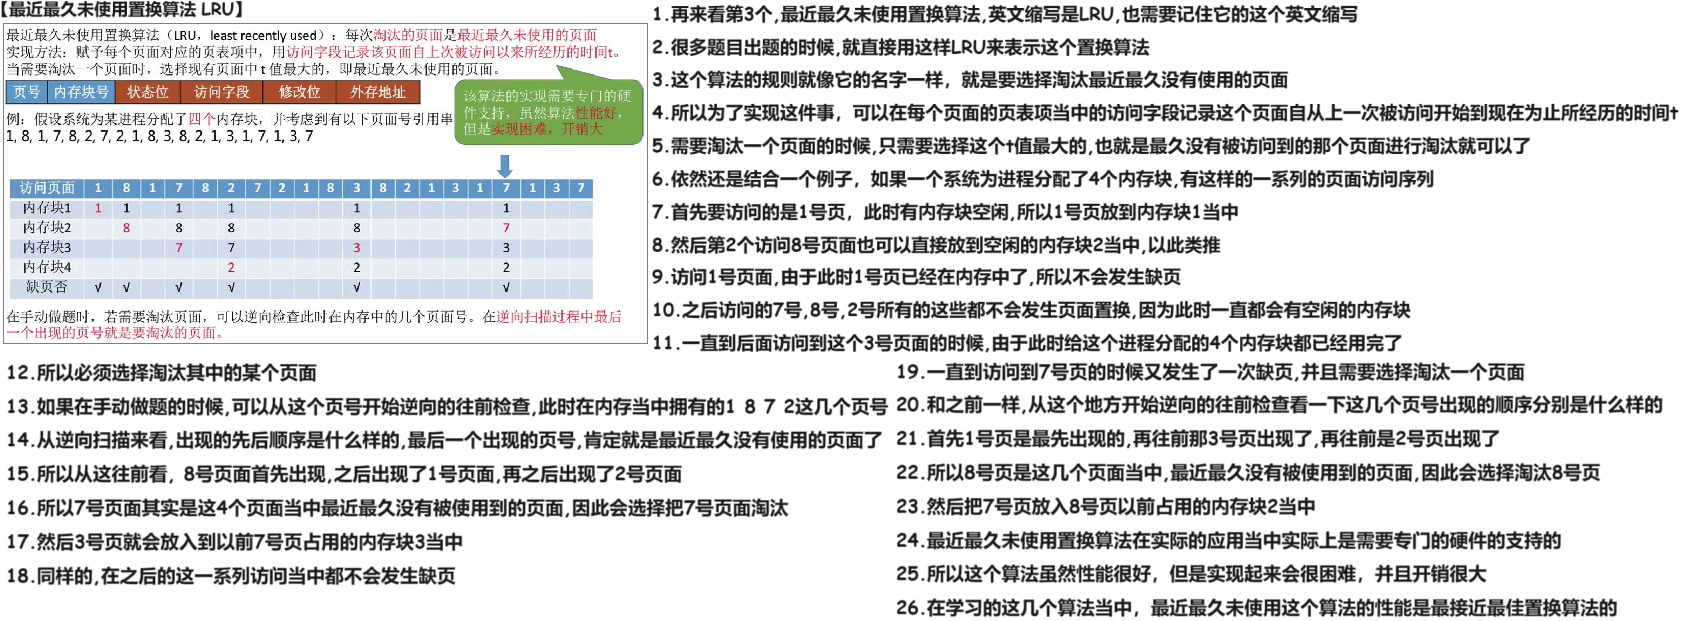 【最近最久未使用置换算法 LRU】
最近最久未使用置换算法（LRU，least recently used）：每次淘汰的页面是最近最久未使用的页面
实现方法：赋予每个页面对应的页表项中，用访问字段记录该页面自上次被访问以来所经历的时间t。
当需要淘汰一个页面时，选择现有页面中 t 值最大的，即最近最久未使用的页面。
页号 内存块号 状态位 访问字段 修改位 外存地址
该算法的实现需要专门的硬
件支持，虽然算法性能好，
但是实现困难，开销大
例：假设系统为某进程分配了四个内存块，并考虑到有以下页面号引用串
1, 8, 1, 7, 8, 2, 7, 2, 1, 8, 3, 8, 2, 1, 3, 1, 7, 1, 3, 7
访问页面 1 8 1 7 8 2 7 2 1 8 3 8 2 1 3 1 7 1 3 7
内存块1 1 1 1 1 1 1
内存块2 8 8 8 8 7
内存块3 7 7 3 3
内存块4 2 2 2
缺页否 √ √ √ √ √ √
在手动做题时，若需要淘汰页面，可以逆向检查此时在内存中的几个页面号。在逆向扫描过程中最后
一个出现的页号就是要淘汰的页面。
1.再来看第3个,最近最久未使用置换算法,英文缩写是LRU,也需要记住它的这个英文缩写
2.很多题目出题的时候,就直接用这样LRU来表示这个置换算法
3.这个算法的规则就像它的名字一样，就是要选择淘汰最近最久没有使用的页面
4.所以为了实现这件事，可以在每个页面的页表项当中的访问字段记录这个页面自从上一次被访问开始到现在为止所经历的时间t
5.需要淘汰一个页面的时候,只需要选择这个t值最大的,也就是最久没有被访问到的那个页面进行淘汰就可以了
6.依然还是结合一个例子，如果一个系统为进程分配了4个内存块,有这样的一系列的页面访问序列
7.首先要访问的是1号页，此时有内存块空闲,所以1号页放到内存块1当中
8.然后第2个访问8号页面也可以直接放到空闲的内存块2当中,以此类推
9.访问1号页面,由于此时1号页已经在内存中了,所以不会发生缺页
10.之后访问的7号,8号,2号所有的这些都不会发生页面置换,因为此时一直都会有空闲的内存块
11.一直到后面访问到这个3号页面的时候,由于此时给这个进程分配的4个内存块都已经用完了
12.所以必须选择淘汰其中的某个页面
13.如果在手动做题的时候,可以从这个页号开始逆向的往前检查,此时在内存当中拥有的1 8 7 2这几个页号
14.从逆向扫描来看,出现的先后顺序是什么样的,最后一个出现的页号,肯定就是最近最久没有使用的页面了
15.所以从这往前看，8号页面首先出现,之后出现了1号页面,再之后出现了2号页面
16.所以7号页面其实是这4个页面当中最近最久没有被使用到的页面,因此会选择把7号页面淘汰
17.然后3号页就会放入到以前7号页占用的内存块3当中
18.同样的,在之后的这一系列访问当中都不会发生缺页
19.一直到访问到7号页的时候又发生了一次缺页,并且需要选择淘汰一个页面
20.和之前一样,从这个地方开始逆向的往前检查看一下这几个页号出现的顺序分别是什么样的
21.首先1号页是最先出现的,再往前那3号页出现了,再往前是2号页出现了
22.所以8号页是这几个页面当中,最近最久没有被使用到的页面,因此会选择淘汰8号页
23.然后把7号页放入8号页以前占用的内存块2当中
24.最近最久未使用置换算法在实际的应用当中实际上是需要专门的硬件的支持的
25.所以这个算法虽然性能很好，但是实现起来会很困难，并且开销很大
26.在学习的这几个算法当中，最近最久未使用这个算法的性能是最接近最佳置换算法的